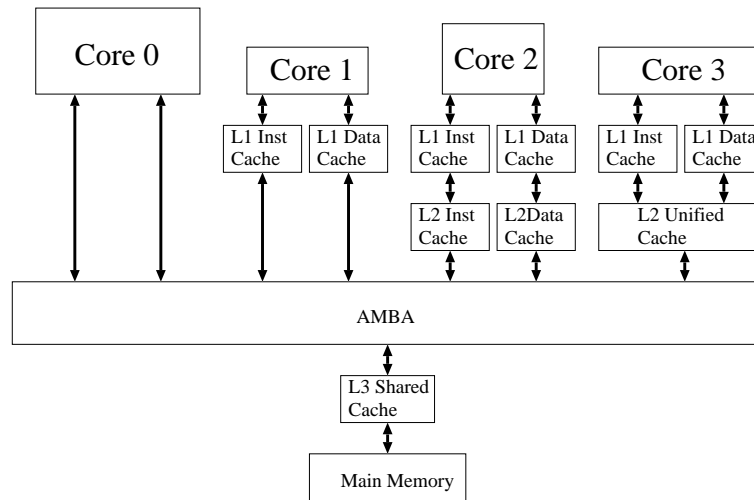 Core 0
Core 1
Core 2
Core 3
L1 Inst
Cache
L1 Data
Cache
L1 Inst
Cache
L1 Data
Cache
L1 Inst
Cache
L1 Data
Cache
L2 Inst
Cache
L2Data
Cache
L2 Unified
Cache
AMBA
L3 Shared
Cache
Main Memory